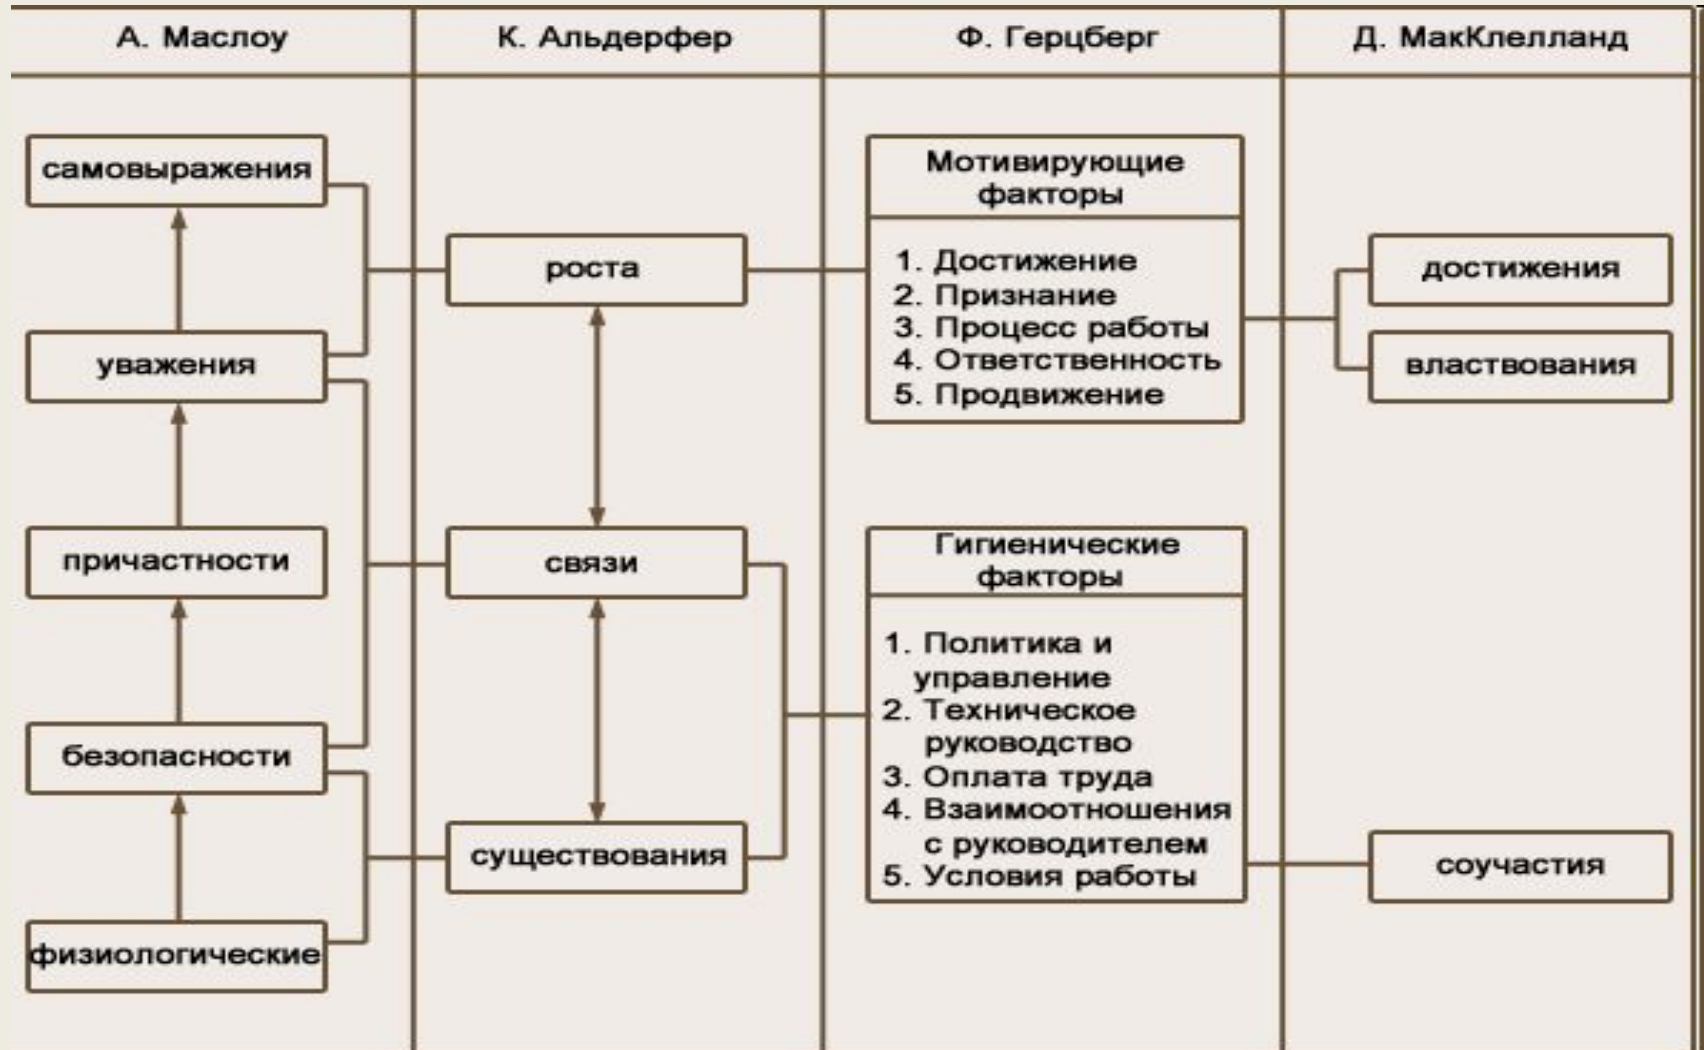 А. Маслоу
К. Альдерфер
Ф. Герцберг
Д. МакКлелланд
самовыражения
уважения
причастности
безопасности
физиологические
роста
связи
существования
Мотивирующие
факторы
1. Достижение
2. Признание
3. Процесс работы
4. Ответственность
5. Продвижение
Гигиенические
факторы
1. Политика и
управление
2. Техническое
руководство
3. Оплата труда
4. Взаимоотношения
с руководителем
5. Условия работы
достижения
властвования
соучастия